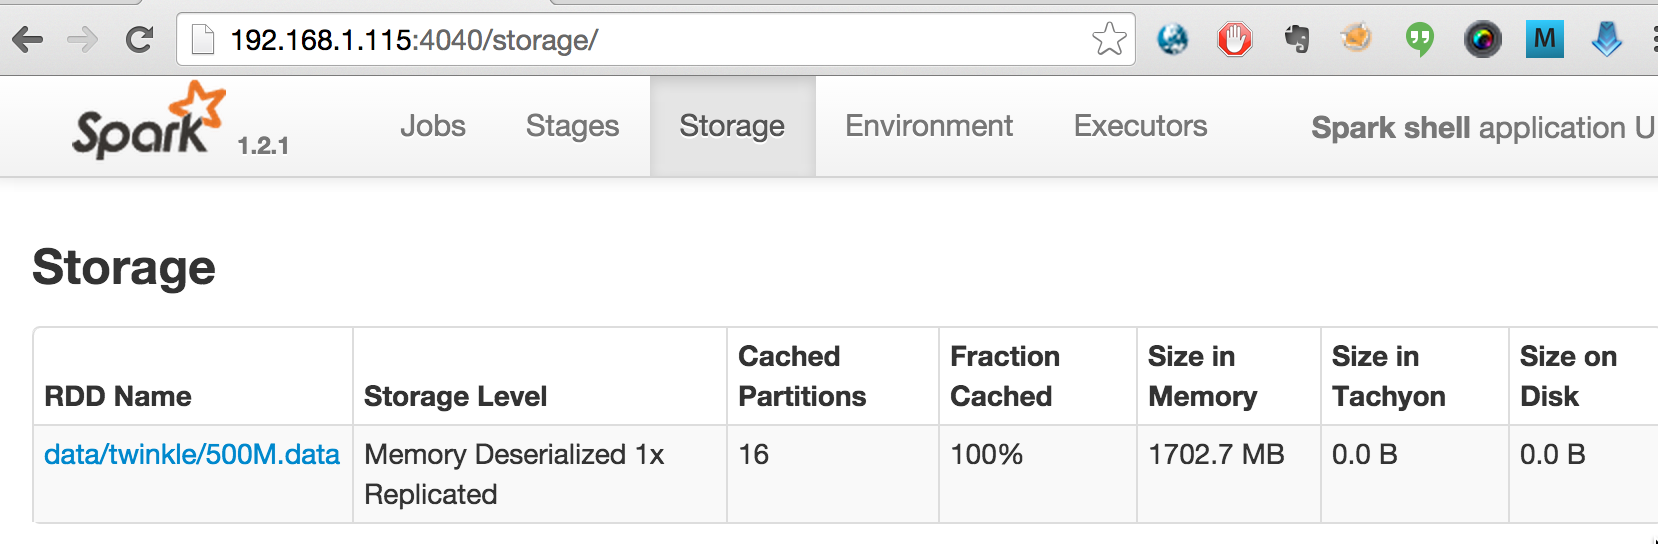 192.168.1.115:4040/storage/
M
Spark 1.2.1 Jobs Stages Storage Environment Executors Spark shell application U
Storage
RDD Name Storage Level Cached Partitions Fraction Cached Size in Memory Size in Tachyon Size on Disk
data/twinkle/500M.data Memory Deserialized 1x Replicated 16 100% 1702.7 MB 0.0 B 0.0 B